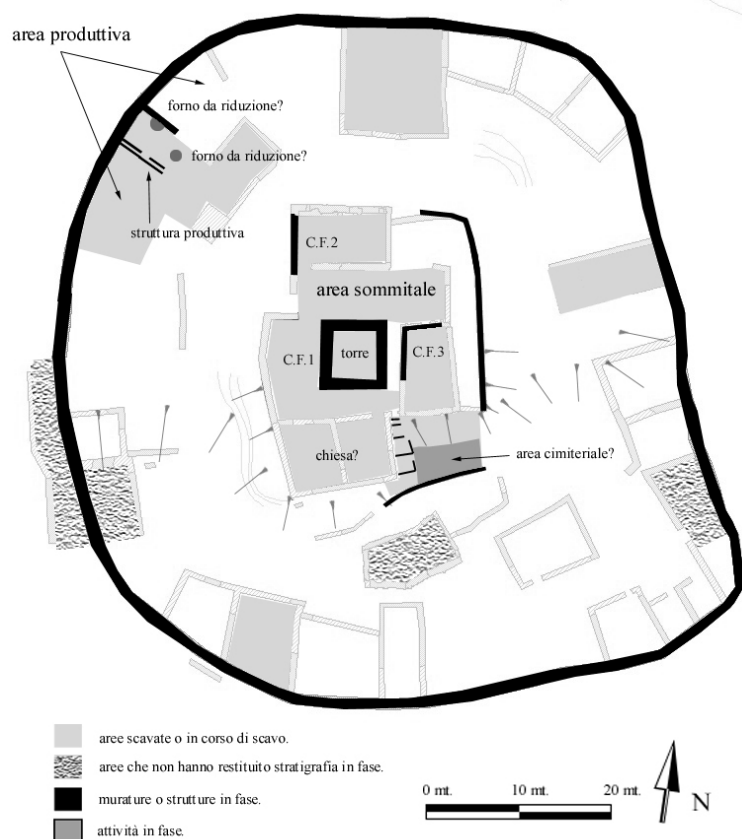 area produttiva
forno da riduzione?
forno da riduzione?
struttura produttiva
C.F.2
area sommitale
C.F.1
torre
C.F.3
chiesa?
area cimiteriale?
aree scavate o in corso di scavo.
aree che non hanno restituito stratigrafia in fase.
murature o strutture in fase.
attività in fase.
0 mt. 10 mt. 20 mt.
N